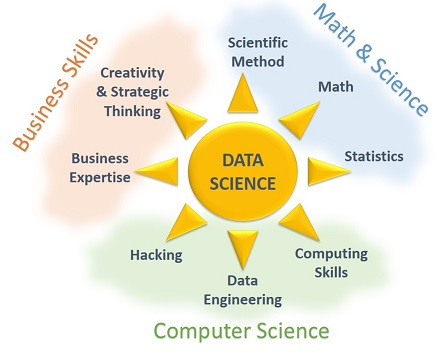 Business Skills
Math & Science
Scientific
Method
Creativity
& Strategic
Thinking
Math
Business
Expertise
DATA
SCIENCE
Statistics
Hacking
Data
Engineering
Computing
Skills
Computer Science